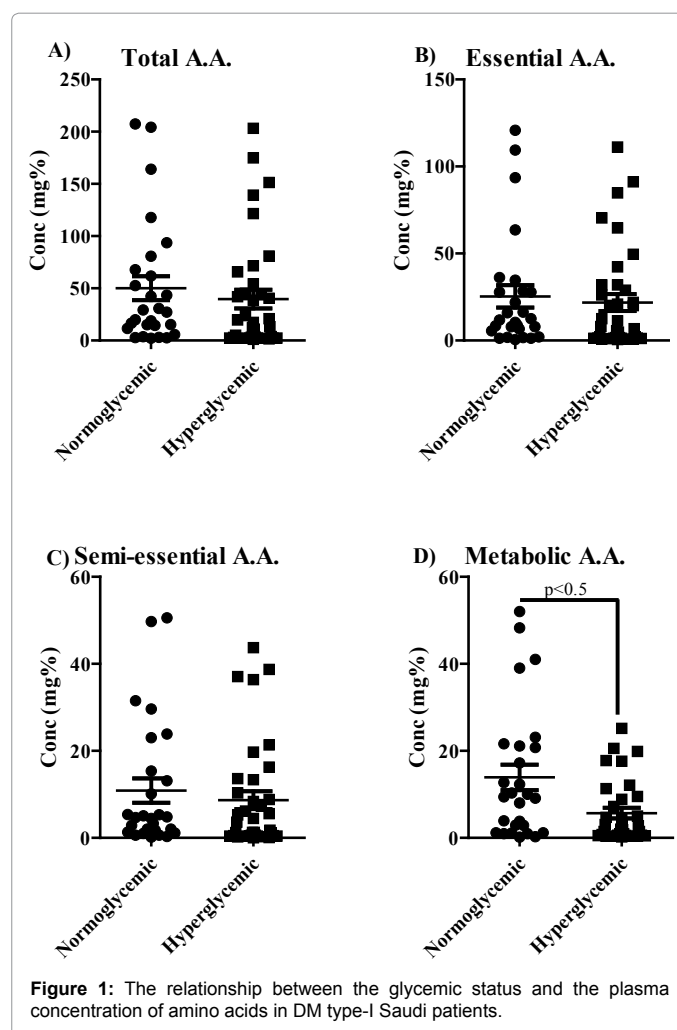 A) Total A.A.
250
200
150
100
50
0
Conc (mg%)
Normoglycemic
Hyperglycemic
B) Essential A.A.
150
100
50
0
Conc (mg%)
Normoglycemic
Hyperglycemic
C) Semi-essential A.A.
60
40
20
0
Conc (mg%)
Normoglycemic
Hyperglycemic
D) Metabolic A.A.
p<0.5
60
40
20
0
Conc (mg%)
Normoglycemic
Hyperglycemic
Figure 1: The relationship between the glycemic status and the plasma
concentration of amino acids in DM type-I Saudi patients.